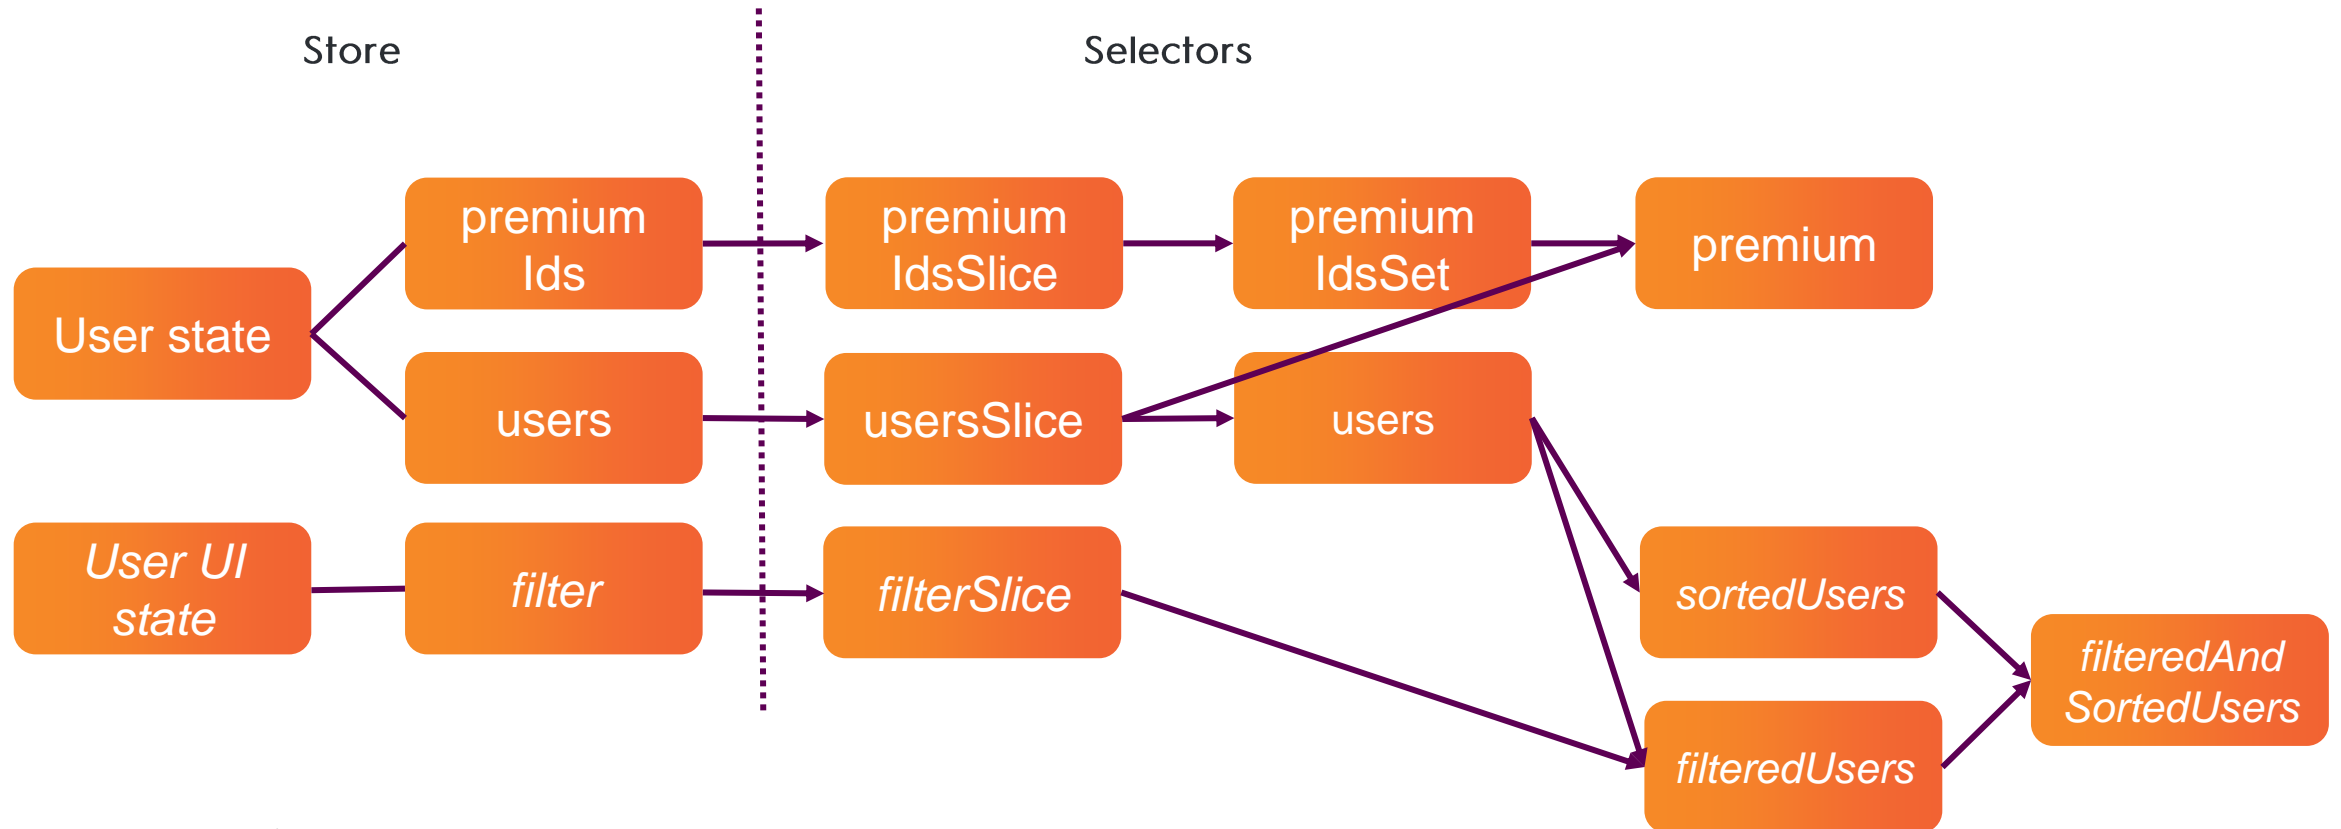 Store
Selectors
premium
Ids
premium
IdsSlice
premium
IdsSet
premium
User state
users
usersSlice
users
User UI
state
filter
filterSlice
sortedUsers
filteredAnd
SortedUsers
filteredUsers